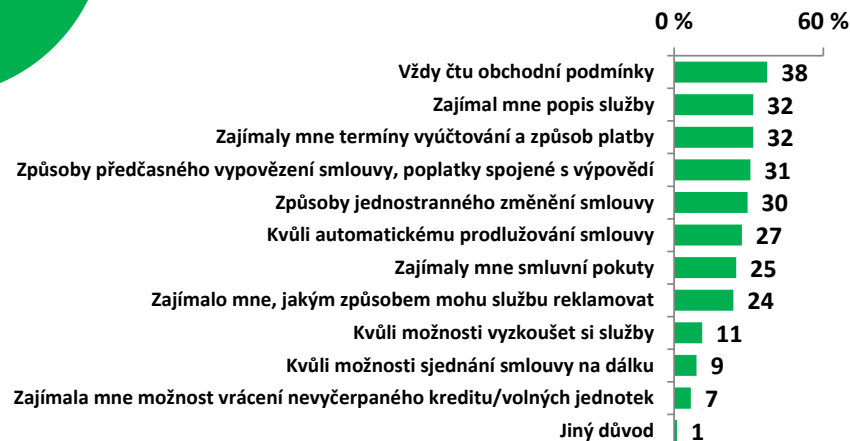 0 % 60 %
Vždy čtu obchodní podmínky 38
Zajímal mne popis služby 32
Zajímaly mne termíny vyúčtování a způsob platby 32
Způsoby předčasného vypovězení smlouvy, poplatky spojené s výpovědí 31
Způsoby jednostranného změnění smlouvy 30
Kvůli automatickému prodlužování smlouvy 27
Zajímaly mne smluvní pokuty 25
Zajímalo mne, jakým způsobem mohu službu reklamovat 24
Kvůli možnosti vyzkoušet si služby 11
Kvůli možnosti sjednání smlouvy na dálku 9
Zajímala mne možnost vrácení nevyčerpaného kreditu/volných jednotek 7
Jiný důvod 1